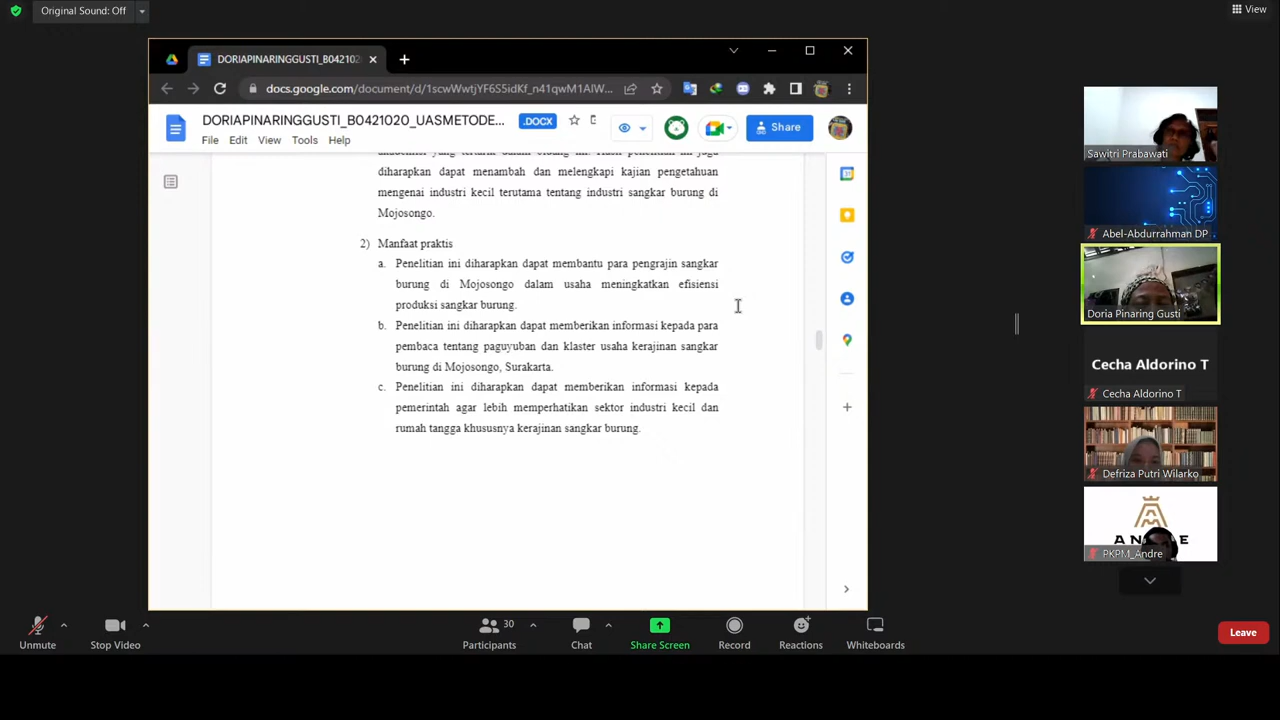 Original Sound: Off
View
DORIAPINARINGGUSTI_B042102
docs.google.com/document/d/1scwWwtjYF6S5idKf_n41qwM1AlW...
DORIAPINARINGGUSTI_B0421020_UASMETODE...
.DOCX
Share
File Edit View Tools Help
diharapkan dapat menambah dan melengkapi kajian pengetahuan
mengenai industri kecil terutama tentang industri sangkar burung di
Mojosongo.
2) Manfaat praktis
a. Penelitian ini diharapkan dapat membantu para pengrajin sangkar
burung di Mojosongo dalam usaha meningkatkan efisiensi
produksi sangkar burung.
b. Penelitian ini diharapkan dapat memberikan informasi kepada para
pembaca tentang paguyuban dan klaster usaha kerajinan sangkar
burung di Mojosongo, Surakarta.
c. Penelitian ini diharapkan dapat memberikan informasi kepada
pemerintah agar lebih memperhatikan sektor industri kecil dan
rumah tangga khususnya kerajinan sangkar burung.
Sawitri Prabawati
Abel-Abdurrahman DP
Doria Pinaring Gusti
Cecha Aldorino T
Cecha Aldorino T
Defriza Putri Wilarko
PKPM_Andre
Unmute
Stop Video
30
Participants
Chat
Share Screen
Record
Reactions
Whiteboards
Leave